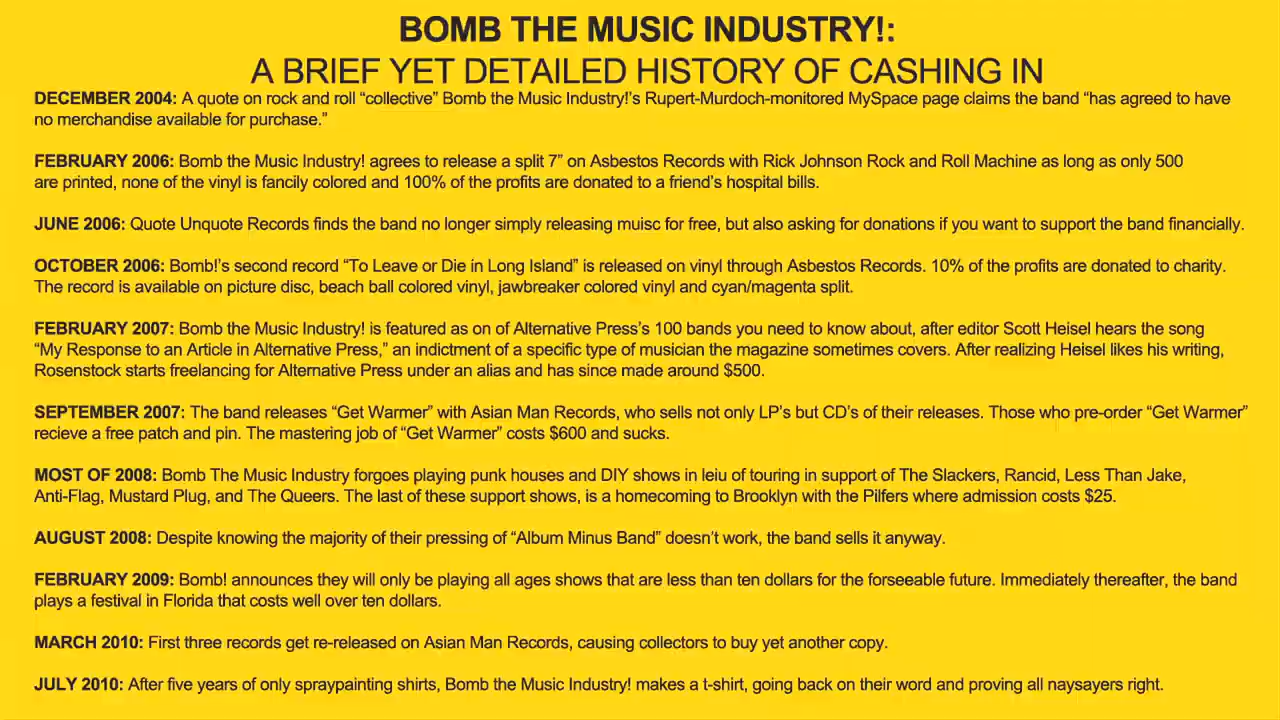 BOMB THE MUSIC INDUSTRY!:
A BRIEF YET DETAILED HISTORY OF CASHING IN
DECEMBER 2004: A quote on rock and roll “collective” Bomb the Music Industry!’s Rupert-Murdoch-monitored MySpace page claims the band “has agreed to have
no merchandise available for purchase.”
FEBRUARY 2006: Bomb the Music Industry! agrees to release a split 7” on Asbestos Records with Rick Johnson Rock and Roll Machine as long as only 500
are printed, none of the vinyl is fancily colored and 100% of the profits are donated to a friend’s hospital bills.
JUNE 2006: Quote Unquote Records finds the band no longer simply releasing muisc for free, but also asking for donations if you want to support the band financially.
OCTOBER 2006: Bomb!’s second record “To Leave or Die in Long Island” is released on vinyl through Asbestos Records. 10% of the profits are donated to charity.
The record is available on picture disc, beach ball colored vinyl, jawbreaker colored vinyl and cyan/magenta split.
FEBRUARY 2007: Bomb the Music Industry! is featured as on of Alternative Press’s 100 bands you need to know about, after editor Scott Heisel hears the song
“My Response to an Article in Alternative Press,” an indictment of a specific type of musician the magazine sometimes covers. After realizing Heisel likes his writing,
Rosenstock starts freelancing for Alternative Press under an alias and has since made around $500.
SEPTEMBER 2007: The band releases “Get Warmer” with Asian Man Records, who sells not only LP’s but CD’s of their releases. Those who pre-order “Get Warmer”
recieve a free patch and pin. The mastering job of “Get Warmer” costs $600 and sucks.
MOST OF 2008: Bomb The Music Industry forgoes playing punk houses and DIY shows in leiu of touring in support of The Slackers, Rancid, Less Than Jake,
Anti-Flag, Mustard Plug, and The Queers. The last of these support shows, is a homecoming to Brooklyn with the Pilfers where admission costs $25.
AUGUST 2008: Despite knowing the majority of their pressing of “Album Minus Band” doesn’t work, the band sells it anyway.
FEBRUARY 2009: Bomb! announces they will only be playing all ages shows that are less than ten dollars for the forseeable future. Immediately thereafter, the band
plays a festival in Florida that costs well over ten dollars.
MARCH 2010: First three records get re-released on Asian Man Records, causing collectors to buy yet another copy.
JULY 2010: After five years of only spraypainting shirts, Bomb the Music Industry! makes a t-shirt, going back on their word and proving all naysayers right.